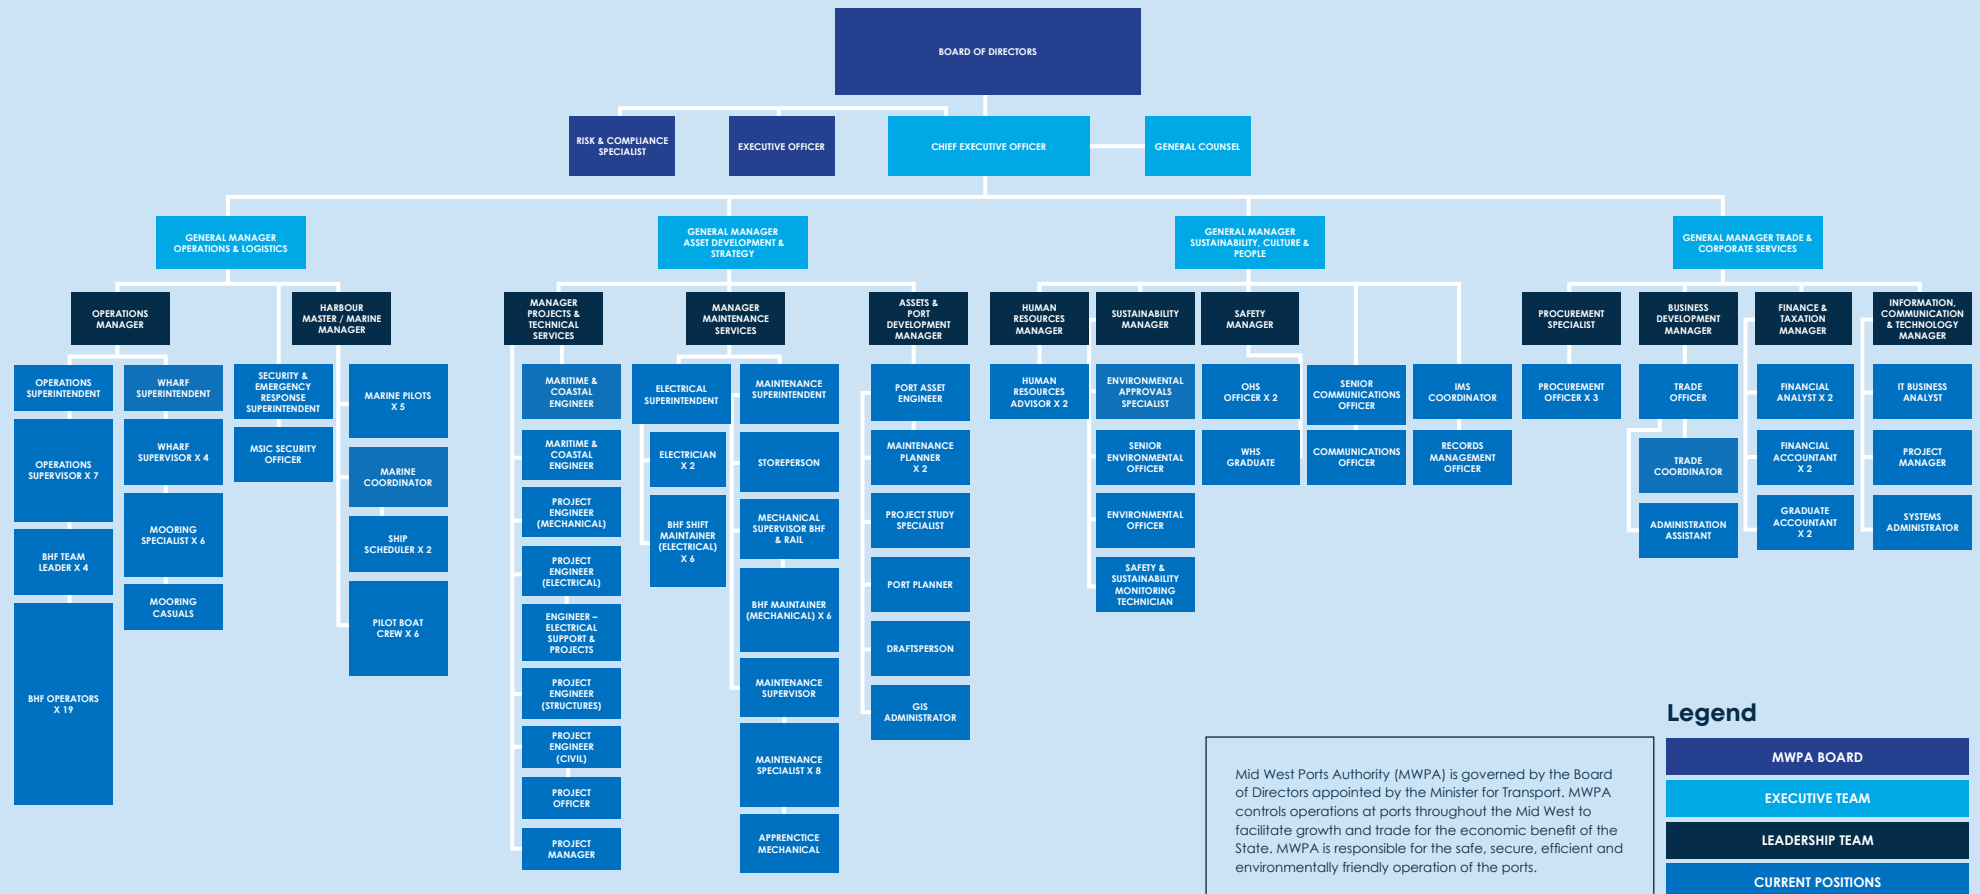 BOARD OF DIRECTORS
RISK & COMPLIANCE
SPECIALIST
EXECUTIVE OFFICER
CHIEF EXECUTIVE OFFICER
GENERAL COUNSEL
GENERAL MANAGER
OPERATIONS & LOGISTICS
GENERAL MANAGER
ASSET DEVELOPMENT &
STRATEGY
GENERAL MANAGER
SUSTAINABILITY, CULTURE &
PEOPLE
GENERAL MANAGER TRADE &
CORPORATE SERVICES
OPERATIONS
MANAGER
HARBOUR
MASTER / MARINE
MANAGER
MANAGER
PROJECTS &
TECHNICAL
SERVICES
MANAGER
MAINTENANCE
SERVICES
ASSETS &
PORT
DEVELOPMENT
MANAGER
HUMAN
RESOURCES
MANAGER
SUSTAINABILITY
MANAGER
SAFETY
MANAGER
PROCUREMENT
SPECIALIST
BUSINESS
DEVELOPMENT
MANAGER
FINANCE &
TAXATION
MANAGER
INFORMATION,
COMMUNICATION
& TECHNOLOGY
MANAGER
OPERATIONS
SUPERINTENDENT
OPERATIONS
SUPERVISOR X 7
BHF TEAM
LEADER X 4
BHF OPERATORS
X 19
WHARF
SUPERINTENDENT
WHARF
SUPERVISOR X 4
MOORING
SPECIALIST X 6
MOORING
CASUALS
SECURITY &
EMERGENCY
RESPONSE
SUPERINTENDENT
MSIC SECURITY
OFFICER
MARINE PILOTS
X 5
MARINE
COORDINATOR
SHIP
SCHEDULER X 2
PILOT BOAT
CREW X 6
MARITIME &
COASTAL
ENGINEER
MARITIME &
COASTAL
ENGINEER
PROJECT
ENGINEER
(MECHANICAL)
PROJECT
ENGINEER
(ELECTRICAL)
ENGINEER –
ELECTRICAL
SUPPORT &
PROJECTS
PROJECT
ENGINEER
(STRUCTURES)
PROJECT
ENGINEER
(CIVIL)
PROJECT
OFFICER
PROJECT
MANAGER
ELECTRICAL
SUPERINTENDENT
ELECTRICIAN
X 2
BHF SHIFT
MAINTAINER
(ELECTRICAL)
X 6
MAINTENANCE
SUPERINTENDENT
STOREPERSON
MECHANICAL
SUPERVISOR BHF
& RAIL
BHF MAINTAINER
(MECHANICAL) X 6
MAINTENANCE
SUPERVISOR
MAINTENANCE
SPECIALIST X 8
APPRENCTICE
MECHANICAL
PORT ASSET
ENGINEER
MAINTENANCE
PLANNER
X 2
PROJECT STUDY
SPECIALIST
PORT PLANNER
DRAFTSPERSON
GIS
ADMINISTRATOR
HUMAN
RESOURCES
ADVISOR X 2
ENVIRONMENTAL
APPROVALS
SPECIALIST
SENIOR
ENVIRONMENTAL
OFFICER
ENVIRONMENTAL
OFFICER
SAFETY &
SUSTAINABILITY
MONITORING
TECHNICIAN
OHS
OFFICER X 2
WHS
GRADUATE
SENIOR
COMMUNICATIONS
OFFICER
COMMUNICATIONS
OFFICER
IMS
COORDINATOR
RECORDS
MANAGEMENT
OFFICER
PROCUREMENT
OFFICER X 3
TRADE
OFFICER
TRADE
COORDINATOR
ADMINISTRATION
ASSISTANT
FINANCIAL
ANALYST X 2
FINANCIAL
ACCOUNTANT
X 2
GRADUATE
ACCOUNTANT
X 2
IT BUSINESS
ANALYST
PROJECT
MANAGER
SYSTEMS
ADMINISTRATOR
Mid West Ports Authority (MWPA) is governed by the Board
of Directors appointed by the Minister for Transport. MWPA
controls operations at ports throughout the Mid West to
facilitate growth and trade for the economic benefit of the
State. MWPA is responsible for the safe, secure, efficient and
environmentally friendly operation of the ports.
Legend
MWPA BOARD
EXECUTIVE TEAM
LEADERSHIP TEAM
CURRENT POSITIONS